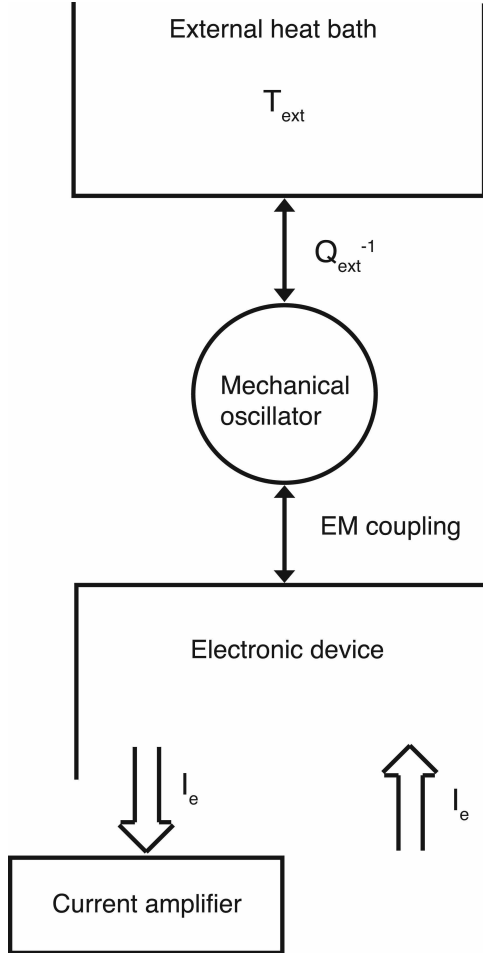 External heat bath
T_ext
Q_ext^-1
Mechanical
oscillator
EM coupling
Electronic device
I_e
I_e
Current amplifier